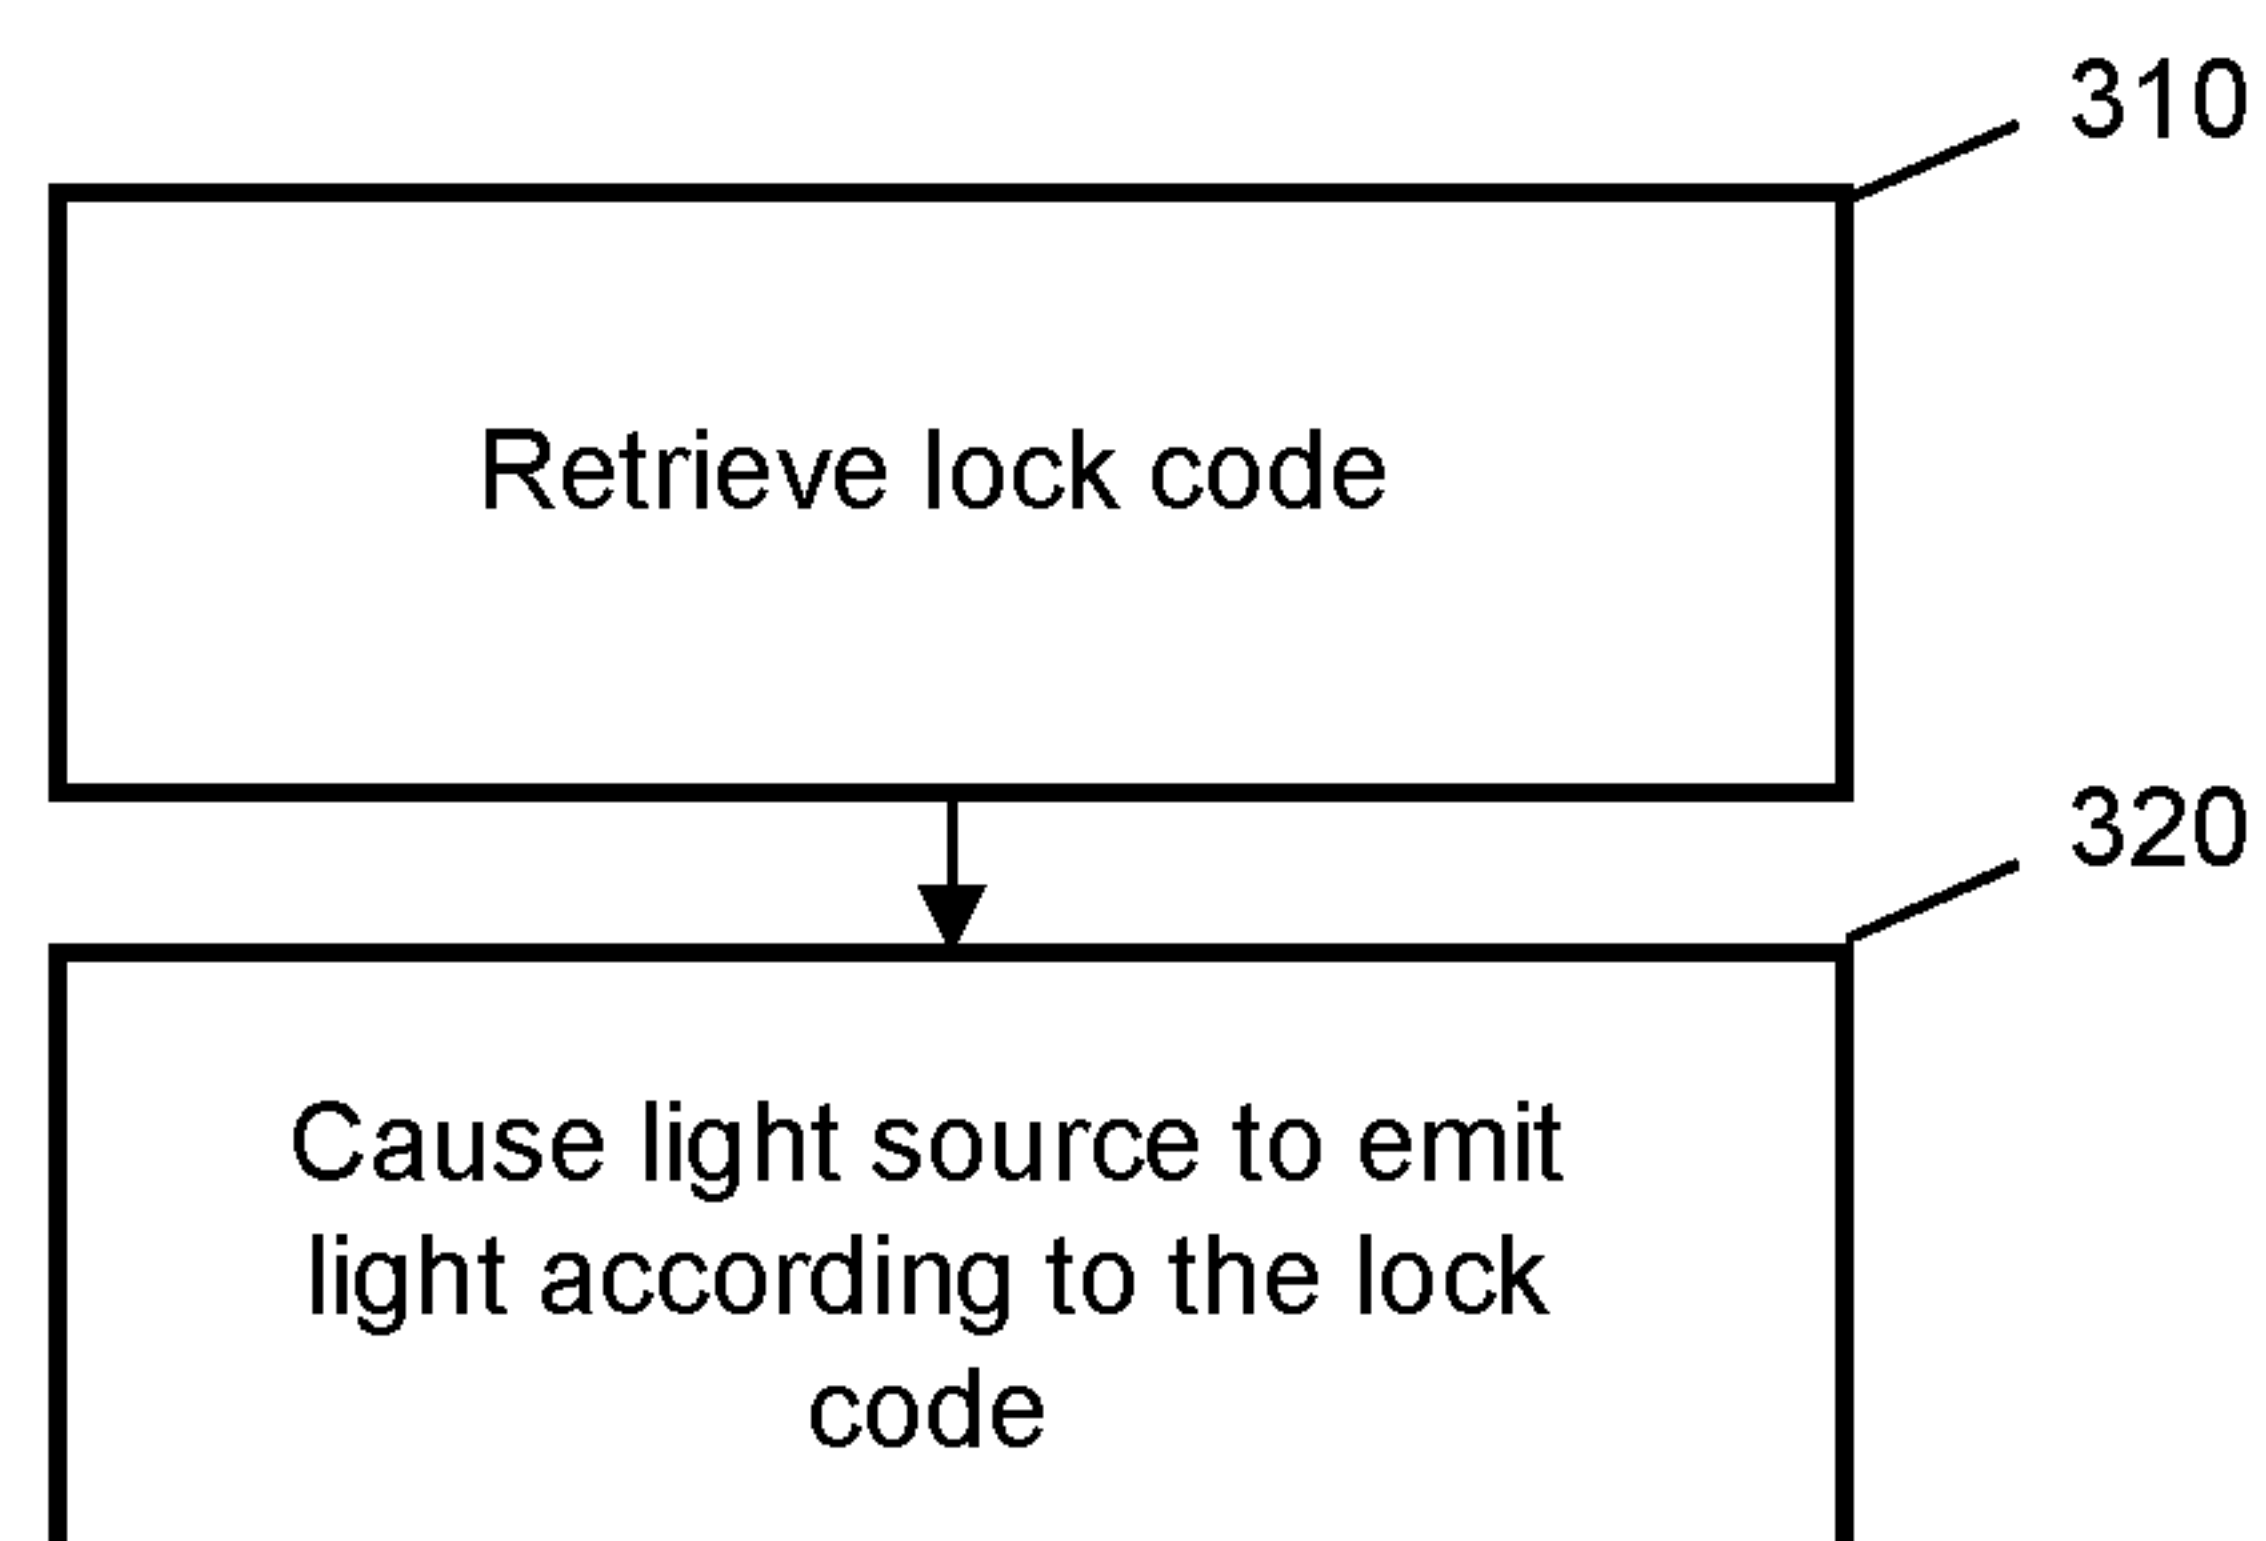 310
Retrieve lock code
320
Cause light source to emit
light according to the lock
code